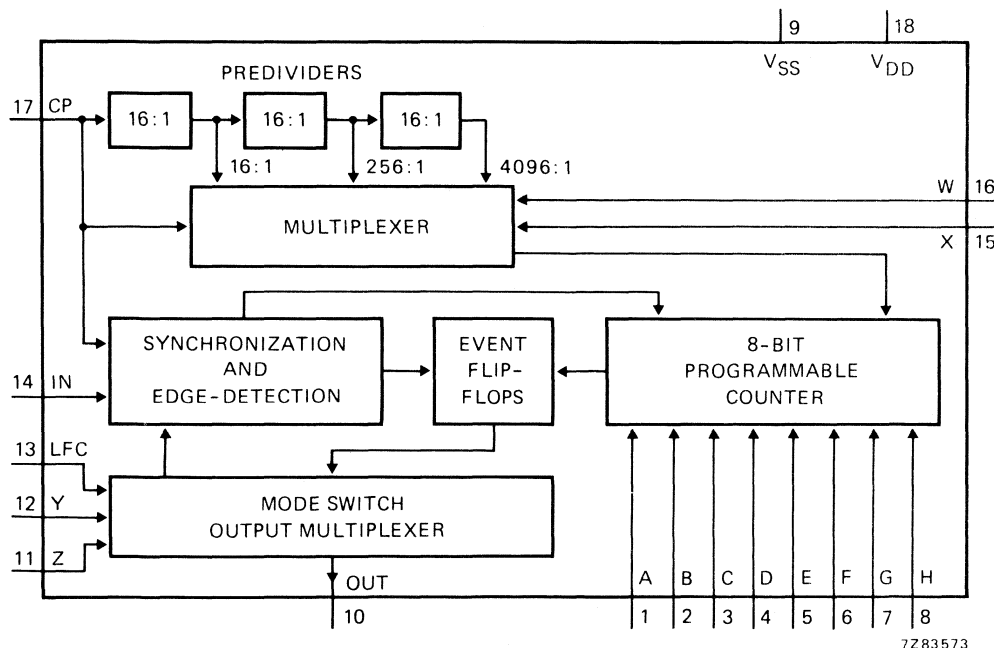 9
18
VSS
VDD
PREDIVIDERS
17 CP
16:1
16:1
16:1
16:1
256:1
4096:1
W 16
MULTIPLEXER
X 15
SYNCHRONIZATION
AND
EDGE-DETECTION
EVENT
FLIP-
FLOPS
8-BIT
PROGRAMMABLE
COUNTER
14 IN
13 LFC
12 Y
11 Z
MODE SWITCH
OUTPUT MULTIPLEXER
OUT
10
A B C D E F G H
1 2 3 4 5 6 7 8
7Z83573